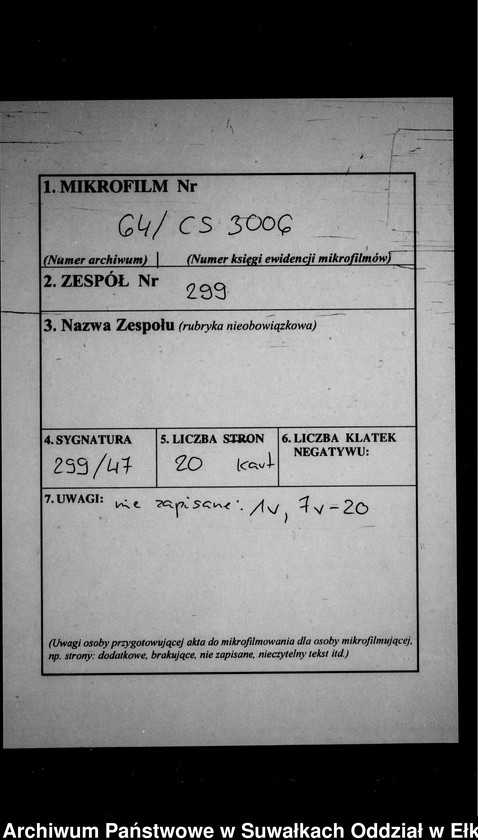 1. MIKROFILM Nr
64/ CS 3006
(Numer archiwum) (Numer księgi ewidencji mikrofilmów)
2. ZESPÓŁ Nr
299
3. Nazwa Zespołu (rubryka nieobowiązkowa)
4. SYGNATURA
299/47
5. LICZBA STRON
20 kart
6. LICZBA KLATEK
NEGATYWU:
7. UWAGI: nie zapisane: 1v, 7v-20
(Uwagi osoby przygotowującej akta do mikrofilmowania dla osoby mikrofilmującej,
np. strony: dodatkowe, brakujące, nie zapisane, nieczytelny tekst itd.)
Archiwum Państwowe w Suwałkach Oddział w Ełk